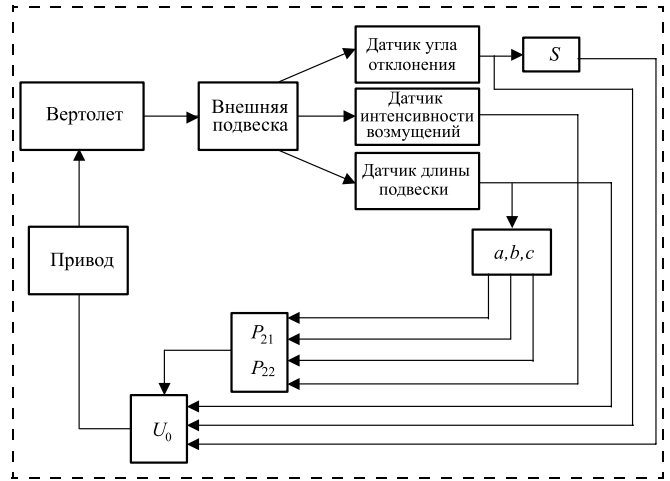 Датчик угла
отклонения
S
Вертолет
Внешняя
подвеска
Датчик
интенсивности
возмущений
Датчик длины
подвески
Привод
a,b,c
P21
P22
U0